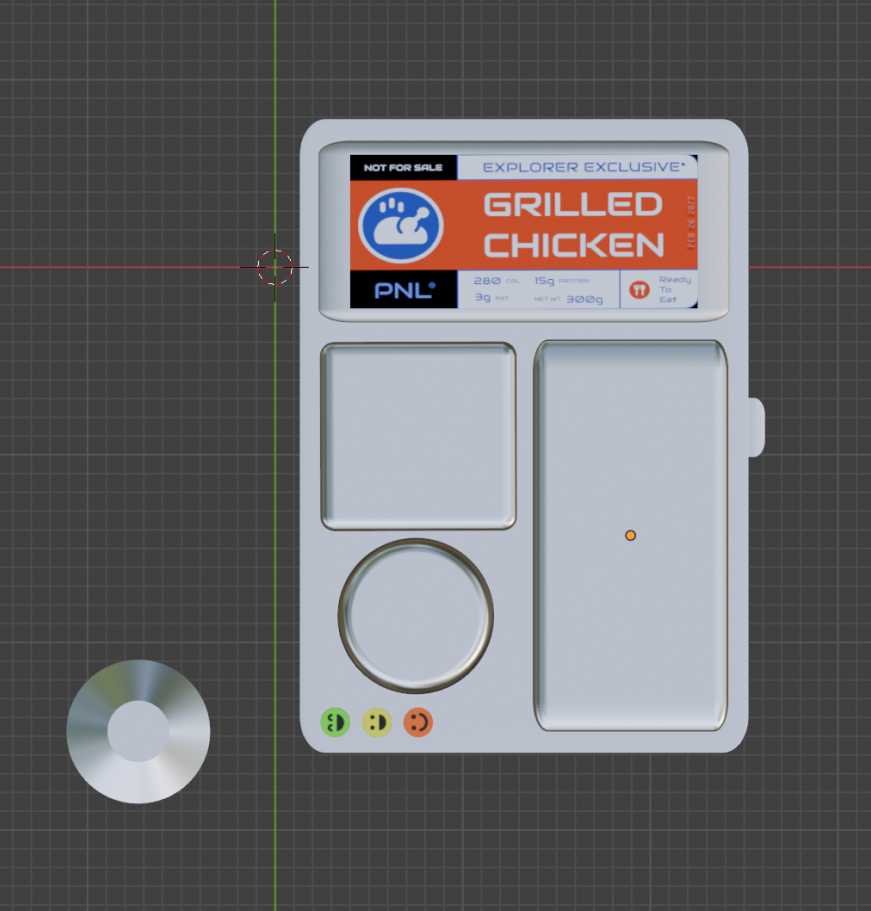 NOT FOR SALE
EXPLORER EXCLUSIVE*
GRILLED
CHICKEN
FEB 26 2077
PNL
280 CAL 15g PROTEIN
3g FAT NET WT 300g
Ready
To
Eat